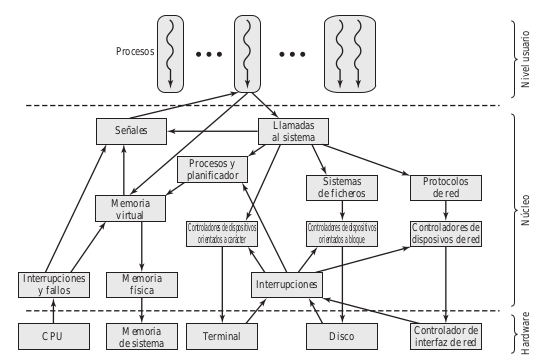 Procesos
Nivel usuario
Señales
Llamadas
al sistema
Procesos y
planificador
Sistemas
de ficheros
Protocolos
de red
Núcleo
Memoria
virtual
Controladores de dispositivos
orientados a carácter
Controladores de dispositivos
orientados a bloque
Controladores de
disposivos de red
Interrupciones
y fallos
Memoria
física
Interrupciones
CPU
Memoria
de sistema
Terminal
Disco
Controlador de
interfaz de red
Hardware